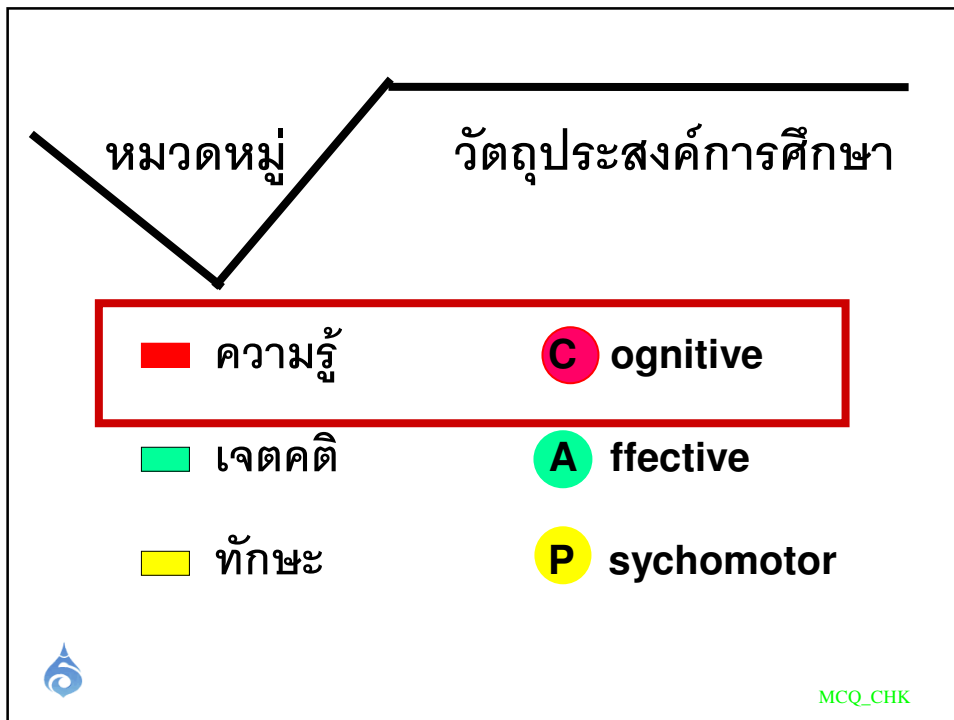 หมวดหมู่ วัตถุประสงค์การศึกษา
ความรู้ C ognitive
เจตคติ A ffective
ทักษะ P sychomotor
MCQ_CHK